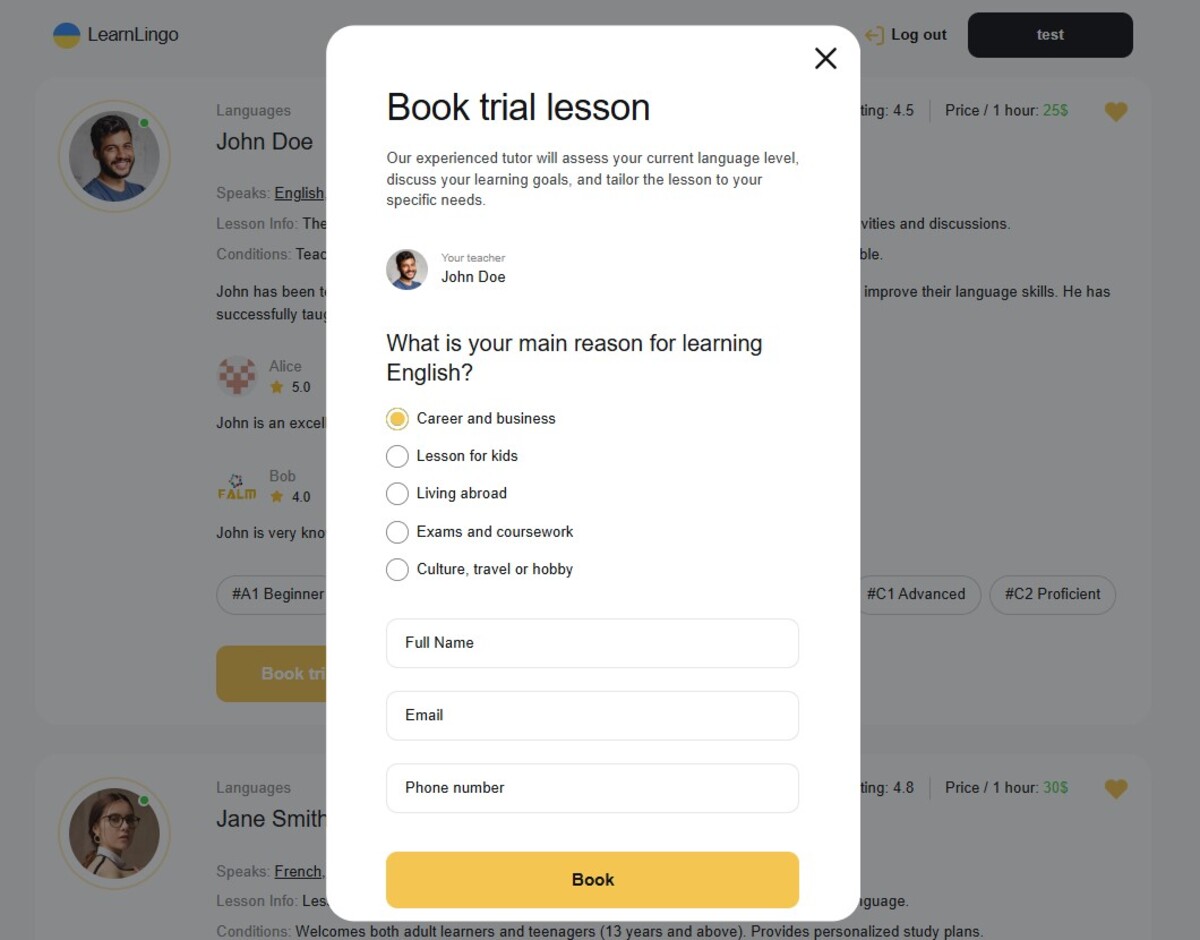 LearnLingo
Log out
test
Languages
John Doe
ting: 4.5
Price / 1 hour: 25$
Speaks: English,
Lesson Info: The
vities and discussions.
Conditions: Teac
ble.
John has been t
improve their language skills. He has
successfully taug
Alice
5.0
John is an excell
FALM
Bob
4.0
John is very kno
#A1 Beginner
#C1 Advanced
#C2 Proficient
Book tri
Book trial lesson
Our experienced tutor will assess your current language level,
discuss your learning goals, and tailor the lesson to your
specific needs.
Your teacher
John Doe
What is your main reason for learning
English?
Career and business
Lesson for kids
Living abroad
Exams and coursework
Culture, travel or hobby
Full Name
Email
Phone number
Book
Languages
Jane Smith
ting: 4.8
Price / 1 hour: 30$
Speaks: French,
Lesson Info: Les
guage.
Conditions: Welcomes both adult learners and teenagers (13 years and above). Provides personalized study plans.